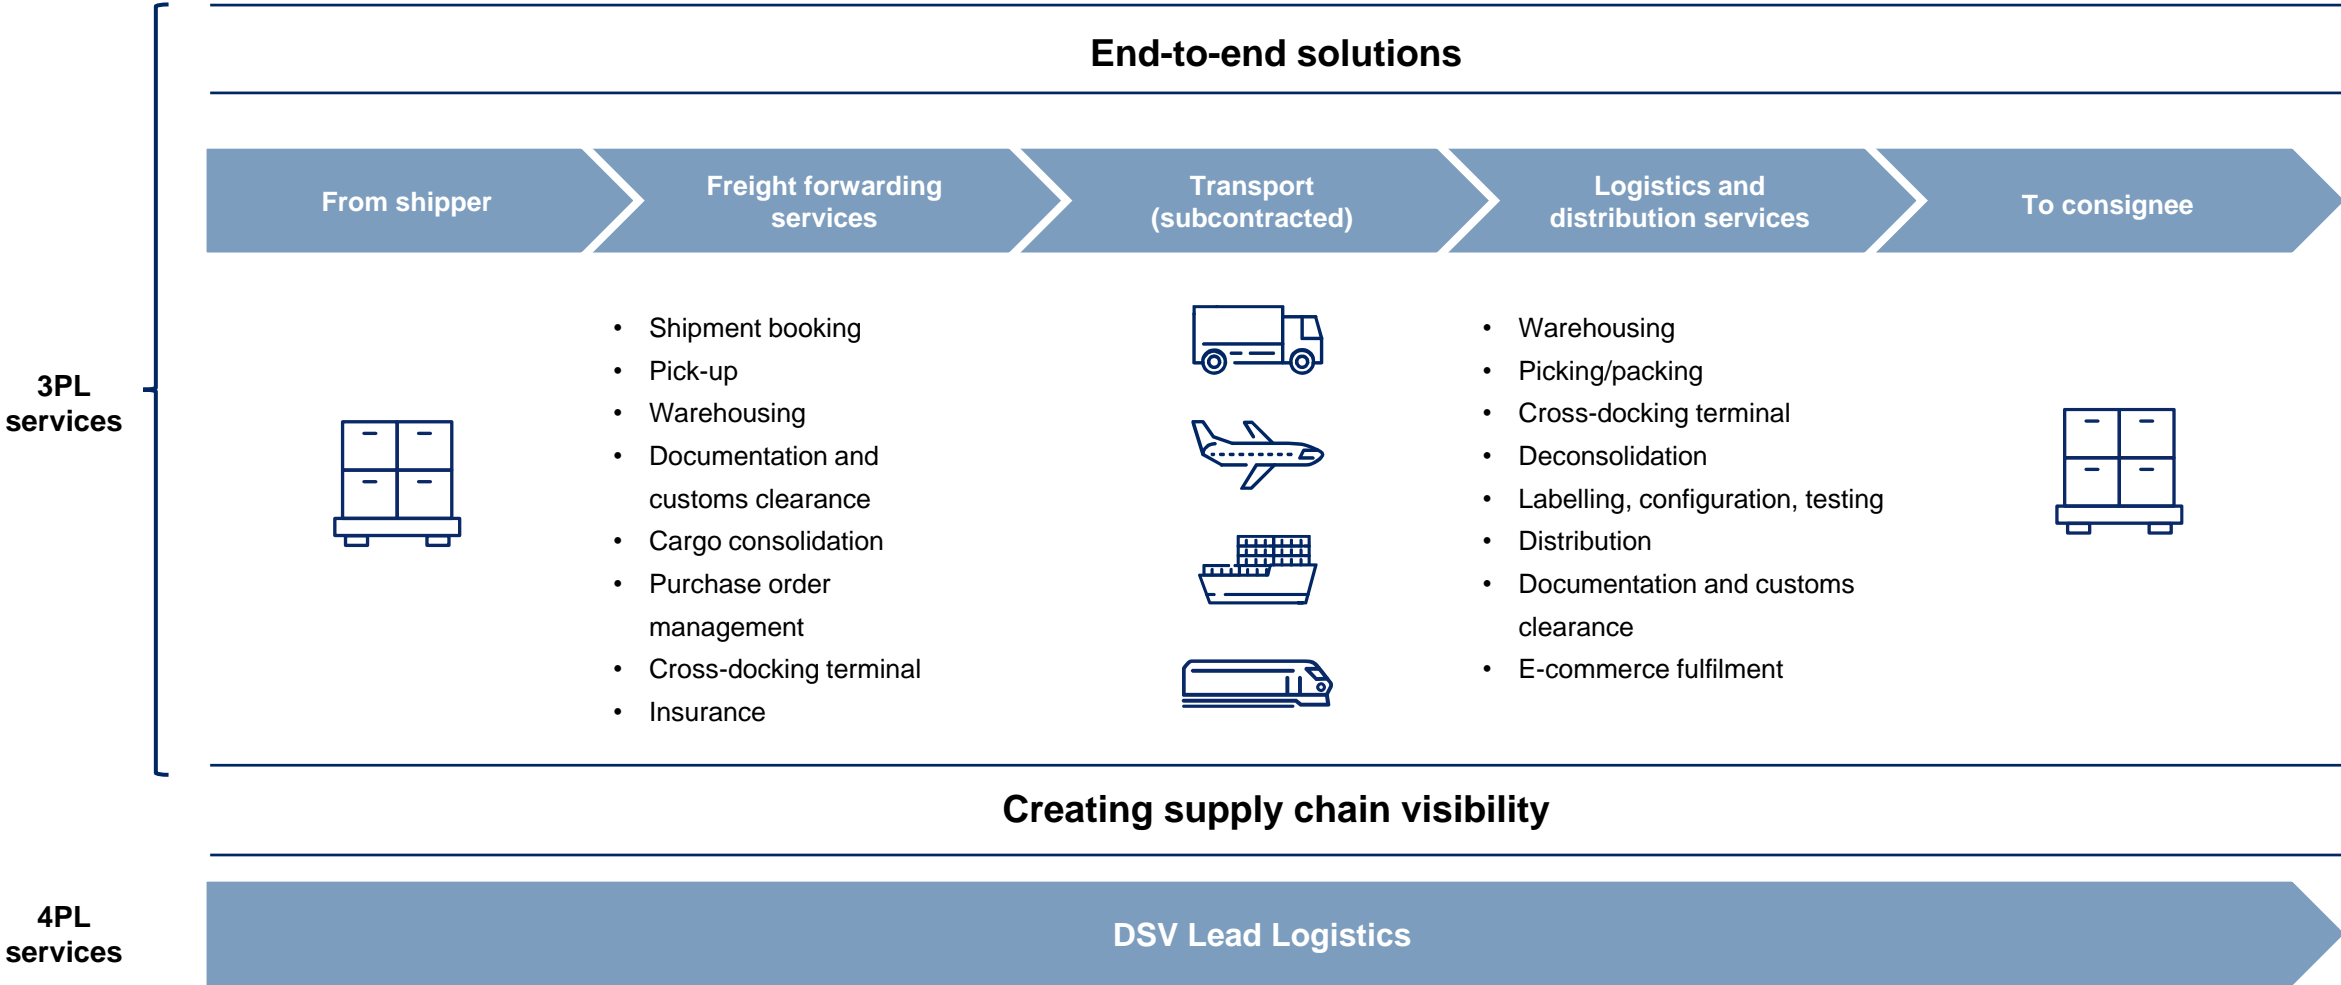 End-to-end solutions
From shipper
Freight forwarding
services
Transport
(subcontracted)
Logistics and
distribution services
To consignee
3PL
services
• Shipment booking
• Pick-up
• Warehousing
• Documentation and
customs clearance
• Cargo consolidation
• Purchase order
management
• Cross-docking terminal
• Insurance
• Warehousing
• Picking/packing
• Cross-docking terminal
• Deconsolidation
• Labelling, configuration, testing
• Distribution
• Documentation and customs
clearance
• E-commerce fulfilment
Creating supply chain visibility
4PL
services
DSV Lead Logistics